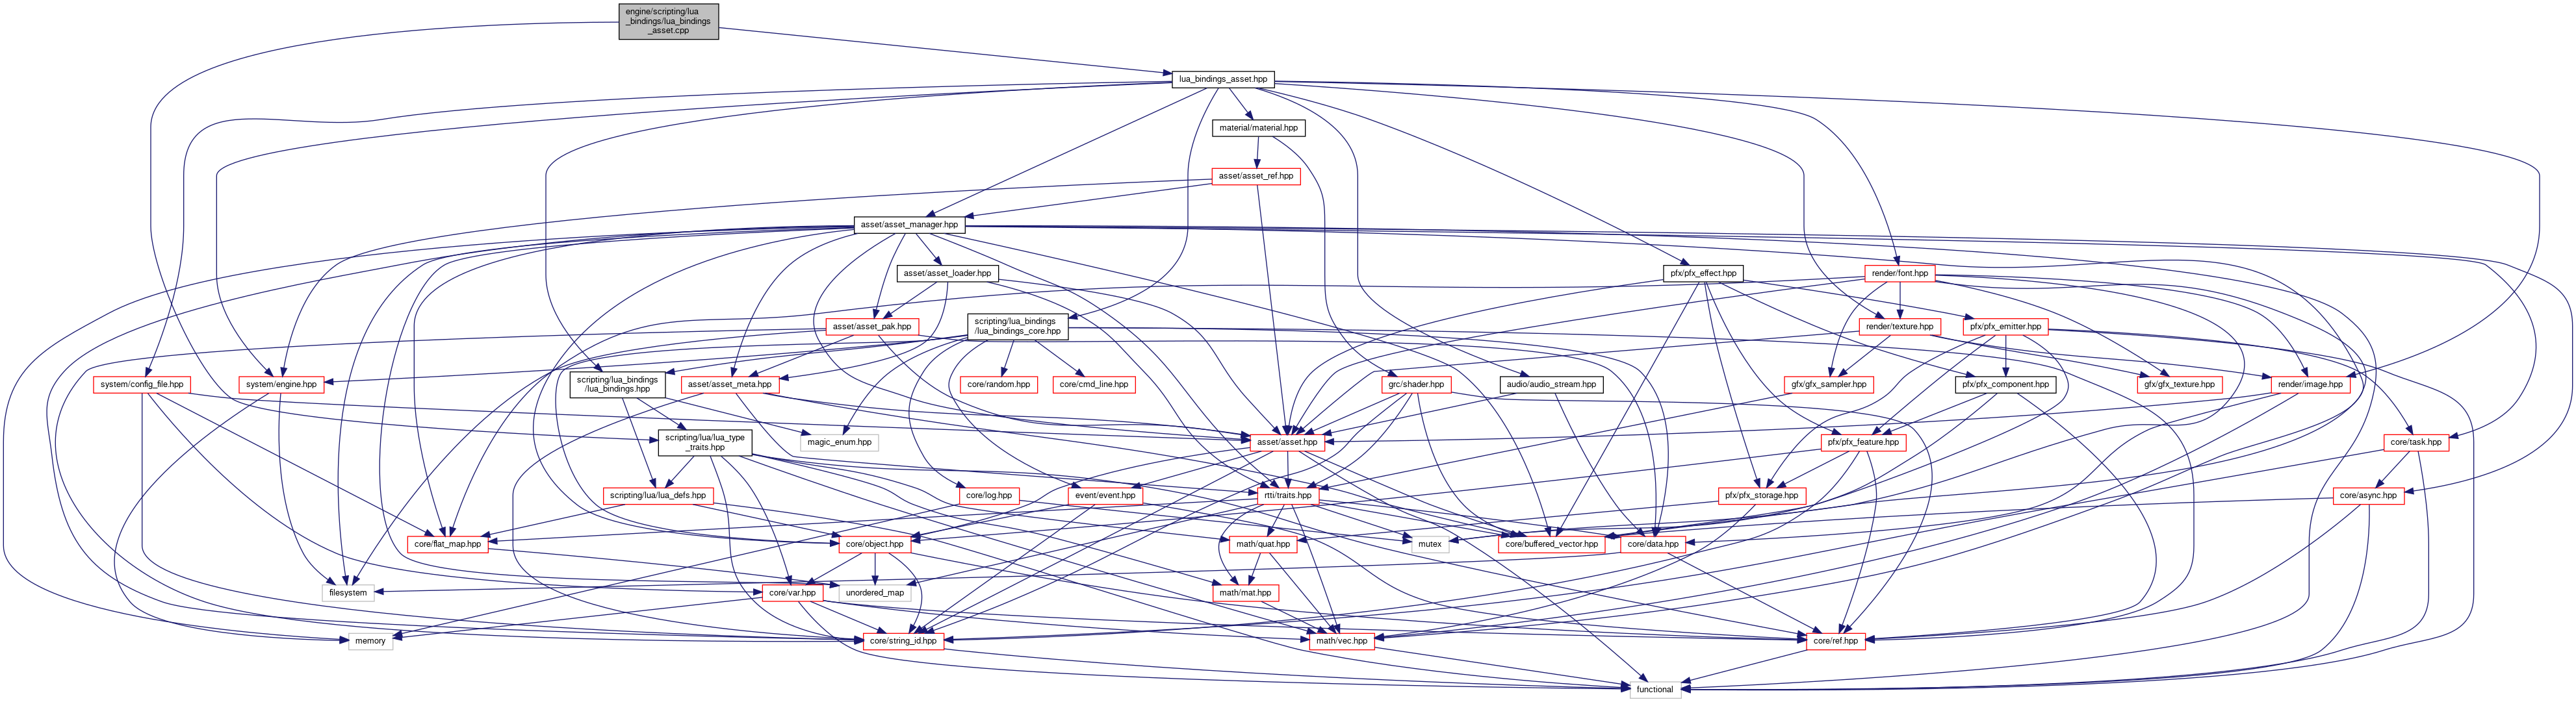 engine/scripting/lua
_bindings/lua_bindings
_asset.cpp
lua_bindings_asset.hpp
material/material.hpp
asset/asset_ref.hpp
asset/asset_manager.hpp
asset/asset_loader.hpp
pfx/pfx_effect.hpp
render/font.hpp
asset/asset_pak.hpp
scripting/lua_bindings
/lua_bindings_core.hpp
render/texture.hpp
pfx/pfx_emitter.hpp
system/config_file.hpp
system/engine.hpp
scripting/lua_bindings
/lua_bindings.hpp
asset/asset_meta.hpp
core/random.hpp
core/cmd_line.hpp
grc/shader.hpp
audio/audio_stream.hpp
gfx/gfx_sampler.hpp
pfx/pfx_component.hpp
gfx/gfx_texture.hpp
render/image.hpp
scripting/lua/lua_type
_traits.hpp
magic_enum.hpp
asset/asset.hpp
pfx/pfx_feature.hpp
core/task.hpp
scripting/lua/lua_defs.hpp
core/log.hpp
event/event.hpp
rtti/traits.hpp
pfx/pfx_storage.hpp
core/async.hpp
core/flat_map.hpp
core/object.hpp
math/quat.hpp
core/buffered_vector.hpp
core/data.hpp
mutex
filesystem
core/var.hpp
unordered_map
math/mat.hpp
memory
core/string_id.hpp
math/vec.hpp
core/ref.hpp
functional